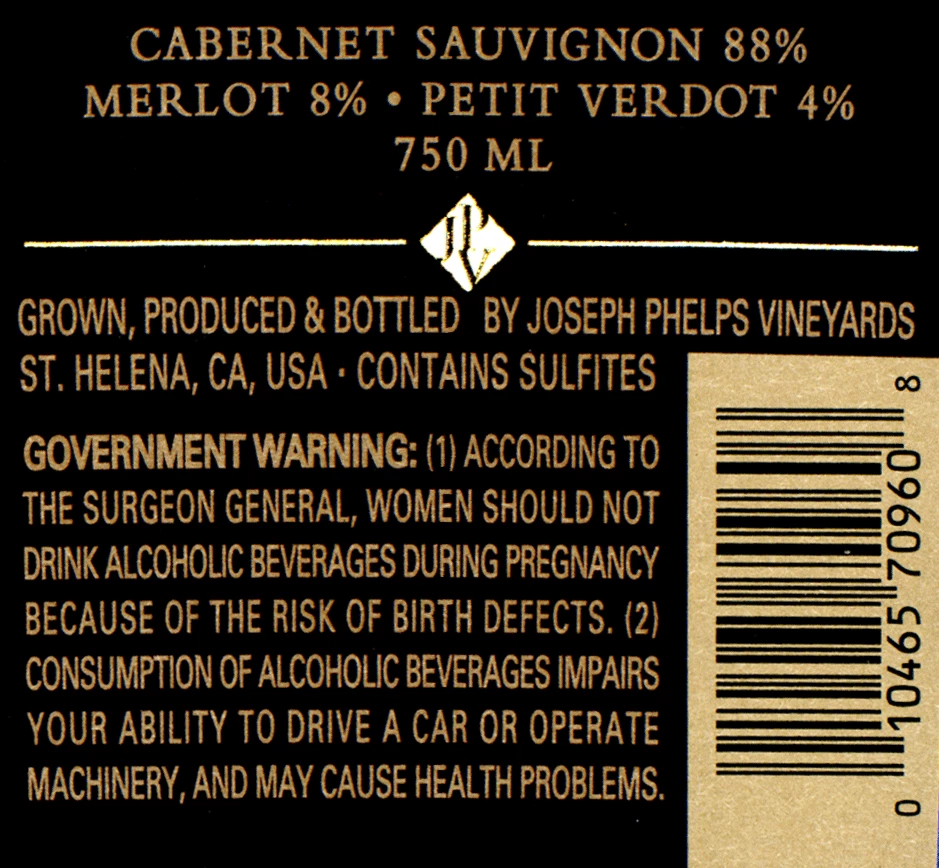 CABERNET SAUVIGNON 88%
MERLOT 8% • PETIT VERDOT 4%
750 ML
GROWN, PRODUCED & BOTTLED BY JOSEPH PHELPS VINEYARDS
ST. HELENA, CA, USA · CONTAINS SULFITES
GOVERNMENT WARNING: (1) ACCORDING TO
THE SURGEON GENERAL, WOMEN SHOULD NOT
DRINK ALCOHOLIC BEVERAGES DURING PREGNANCY
BECAUSE OF THE RISK OF BIRTH DEFECTS. (2)
CONSUMPTION OF ALCOHOLIC BEVERAGES IMPAIRS
YOUR ABILITY TO DRIVE A CAR OR OPERATE
MACHINERY, AND MAY CAUSE HEALTH PROBLEMS.
0 10465 70960 8